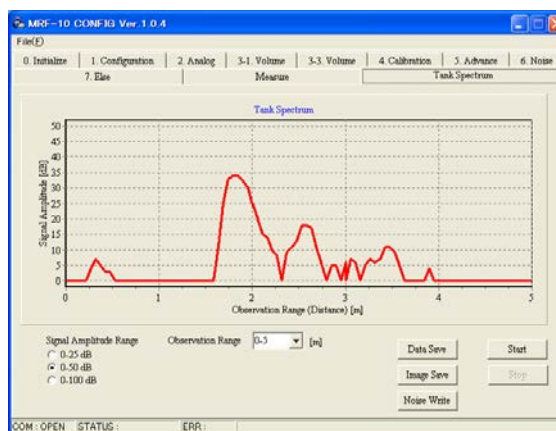 MRF-10 CONFIG Ver.1.0.4
File(F)
0. Initialize 1. Configuration 2. Analog 3-1. Volume 3-3. Volume 4. Calibration 5. Advance 6. Noise
7. Else Measure Tank Spectrum
Tank Spectrum
Signal Amplitude [dB]
50
45
40
35
30
25
20
15
10
5
0
0 1 2 3 4 5
Observation Range (Distance) [m]
Signal Amplitude Range
0-25 dB
0-50 dB
0-100 dB
Observation Range 0-5 [m]
Data Save Start
Image Save Stop
Noise Write
COM : OPEN STATUS : ERR :